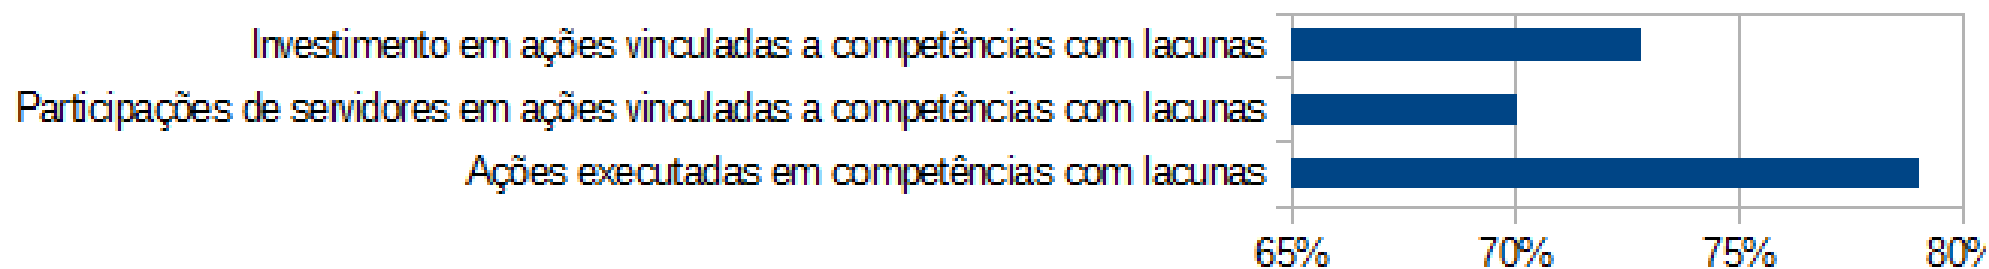 Investimento em ações vinculadas a competências com lacunas
Participações de servidores em ações vinculadas a competências com lacunas
Ações executadas em competências com lacunas
65% 70% 75% 80%